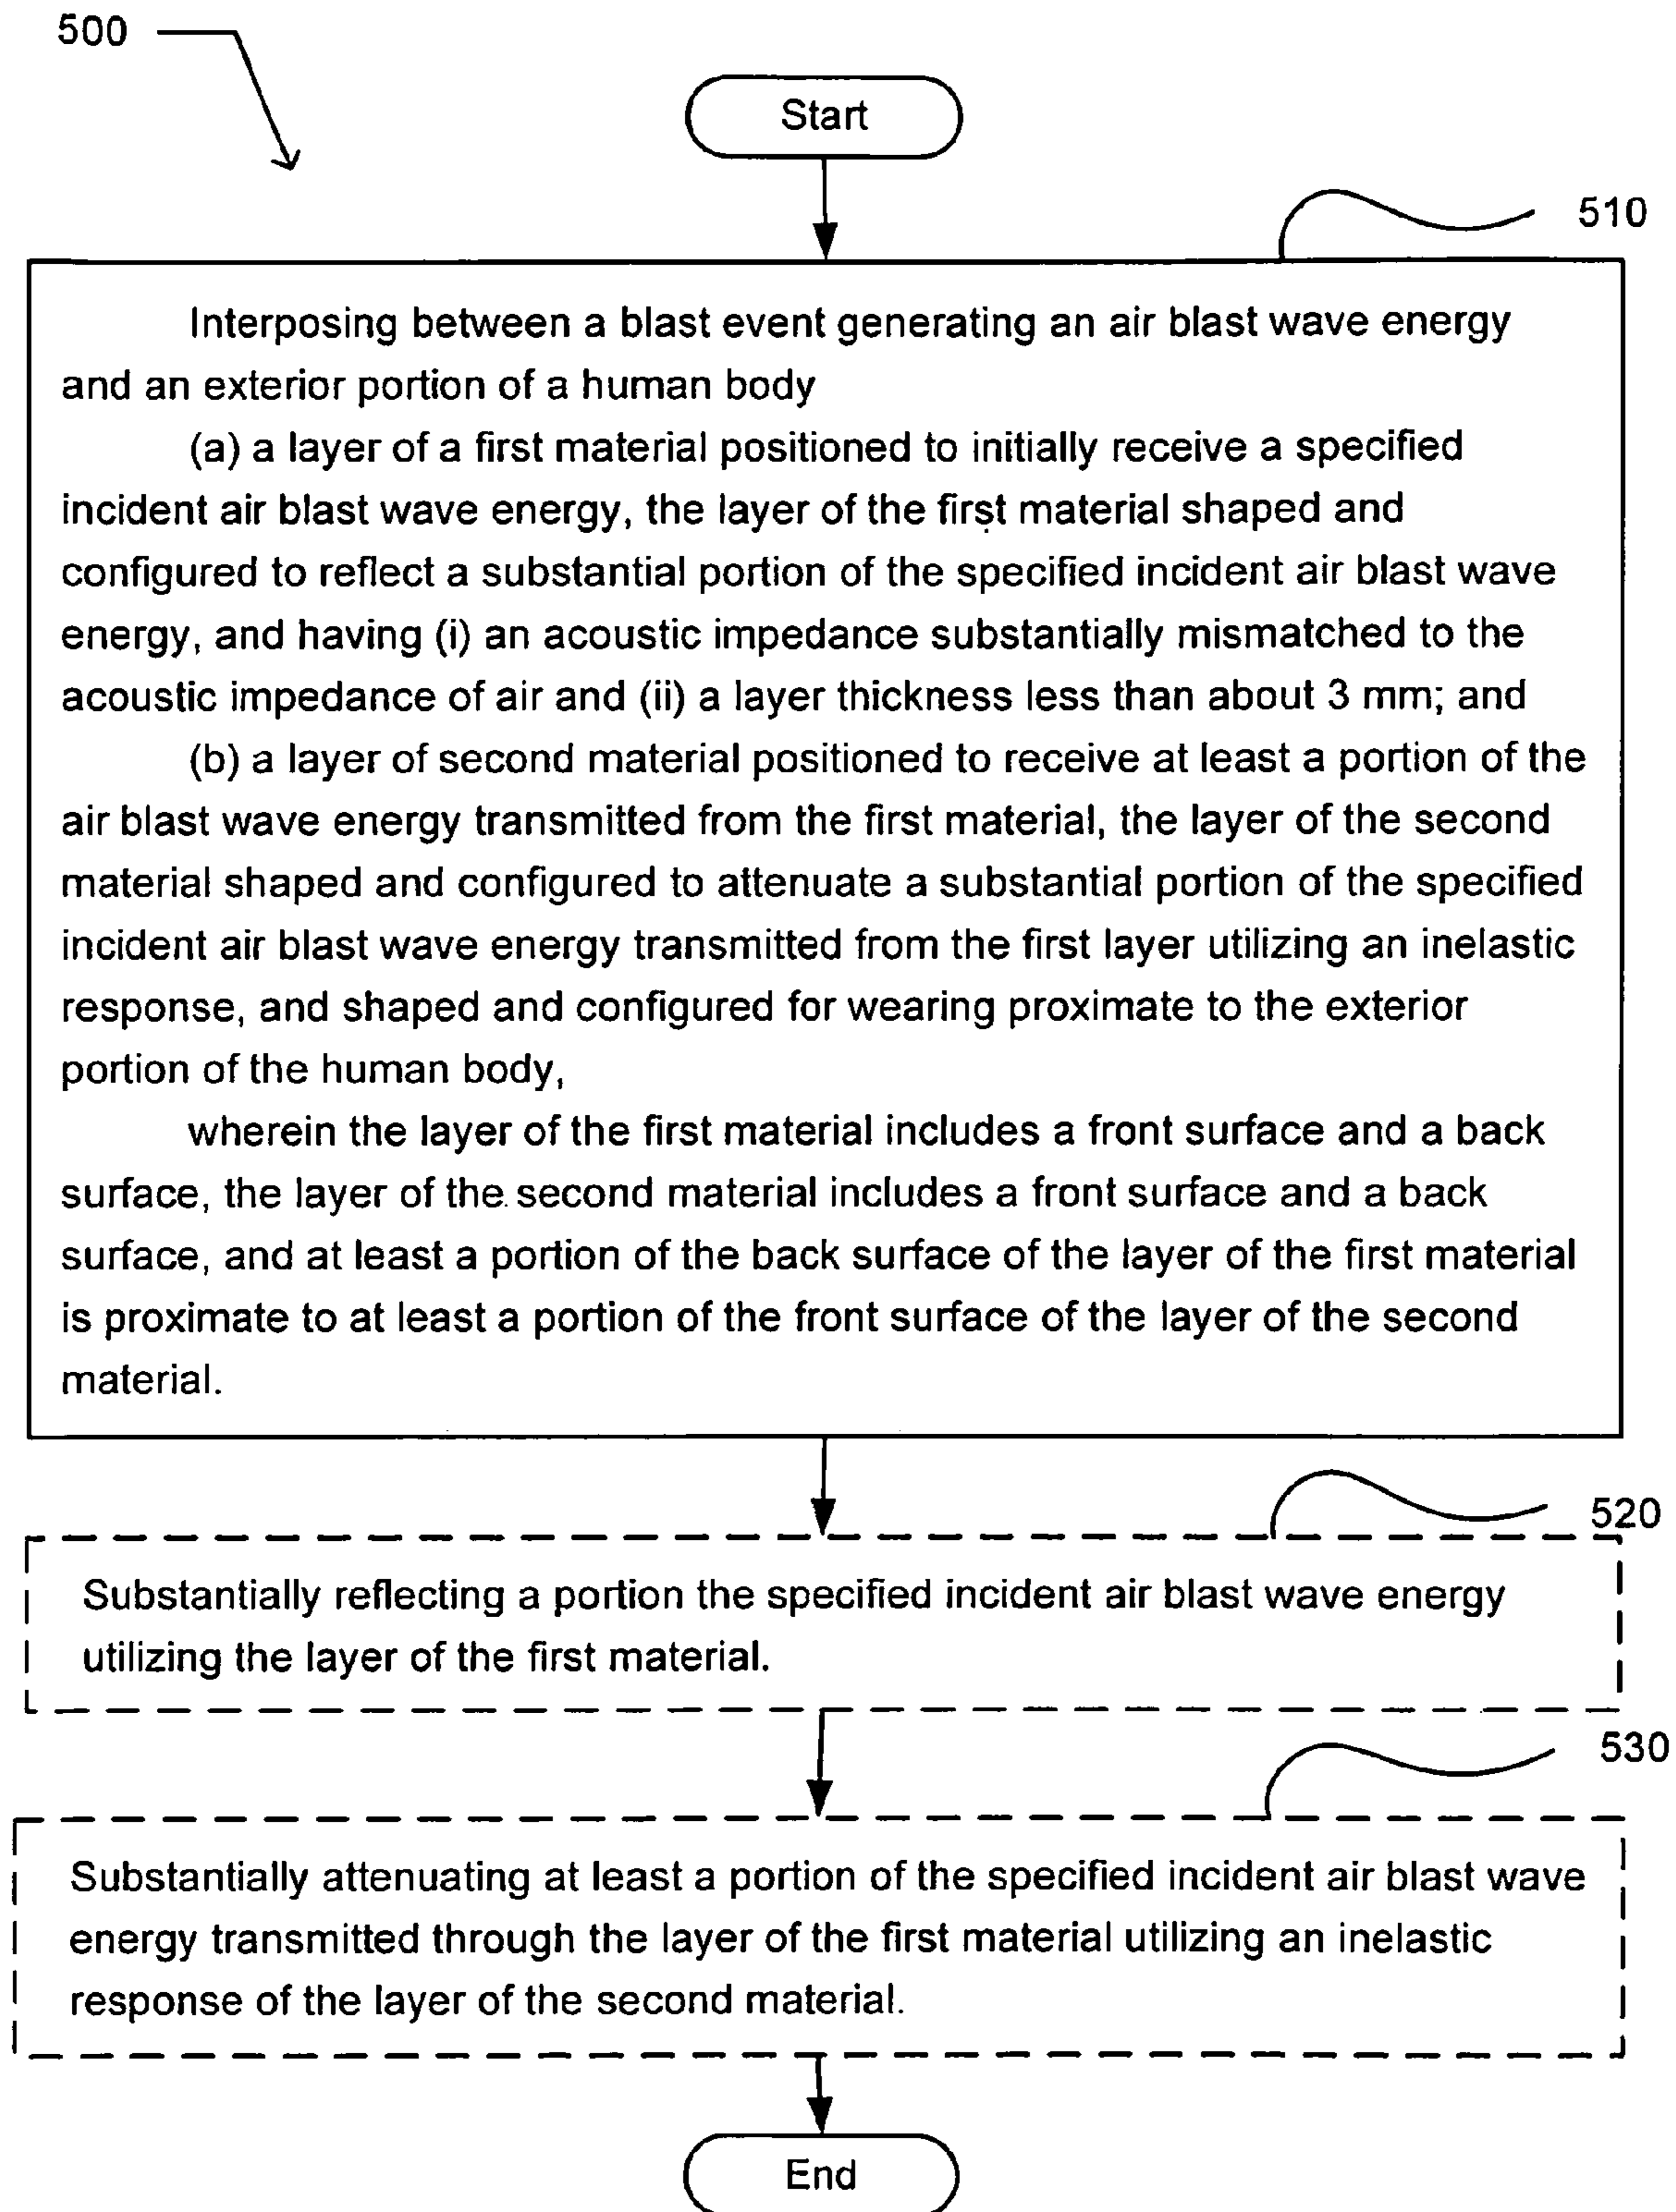 500
Start
510
Interposing between a blast event generating an air blast wave energy
and an exterior portion of a human body
(a) a layer of a first material positioned to initially receive a specified
incident air blast wave energy, the layer of the first material shaped and
configured to reflect a substantial portion of the specified incident air blast wave
energy, and having (i) an acoustic impedance substantially mismatched to the
acoustic impedance of air and (ii) a layer thickness less than about 3 mm; and
(b) a layer of second material positioned to receive at least a portion of the
air blast wave energy transmitted from the first material, the layer of the second
material shaped and configured to attenuate a substantial portion of the specified
incident air blast wave energy transmitted from the first layer utilizing an inelastic
response, and shaped and configured for wearing proximate to the exterior
portion of the human body,
wherein the layer of the first material includes a front surface and a back
surface, the layer of the second material includes a front surface and a back
surface, and at least a portion of the back surface of the layer of the first material
is proximate to at least a portion of the front surface of the layer of the second
material.
520
Substantially reflecting a portion the specified incident air blast wave energy
utilizing the layer of the first material.
530
Substantially attenuating at least a portion of the specified incident air blast wave
energy transmitted through the layer of the first material utilizing an inelastic
response of the layer of the second material.
End